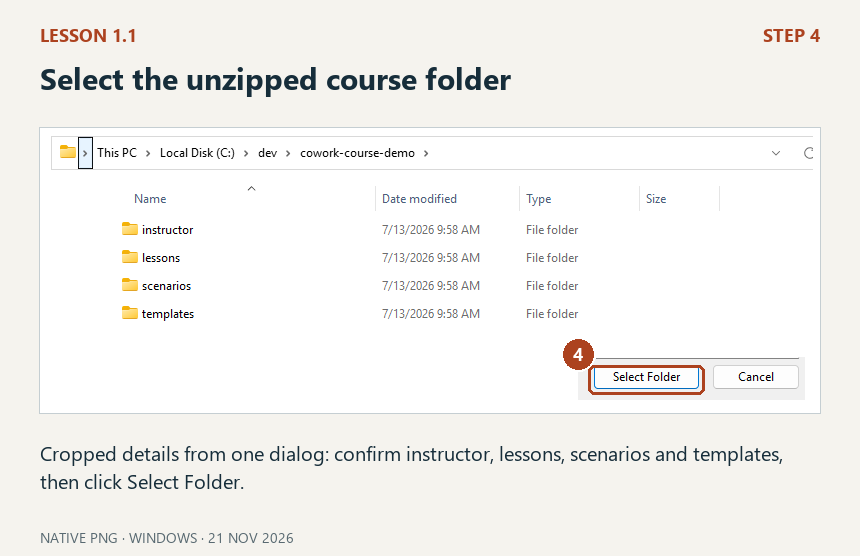 LESSON 1.1
STEP 4
Select the unzipped course folder
› This PC › Local Disk (C:) › dev › cowork-course-demo ›
Name Date modified Type Size
instructor 7/13/2026 9:58 AM File folder
lessons 7/13/2026 9:58 AM File folder
scenarios 7/13/2026 9:58 AM File folder
templates 7/13/2026 9:58 AM File folder
4
Select Folder Cancel
Cropped details from one dialog: confirm instructor, lessons, scenarios and templates,
then click Select Folder.
NATIVE PNG · WINDOWS · 21 NOV 2026